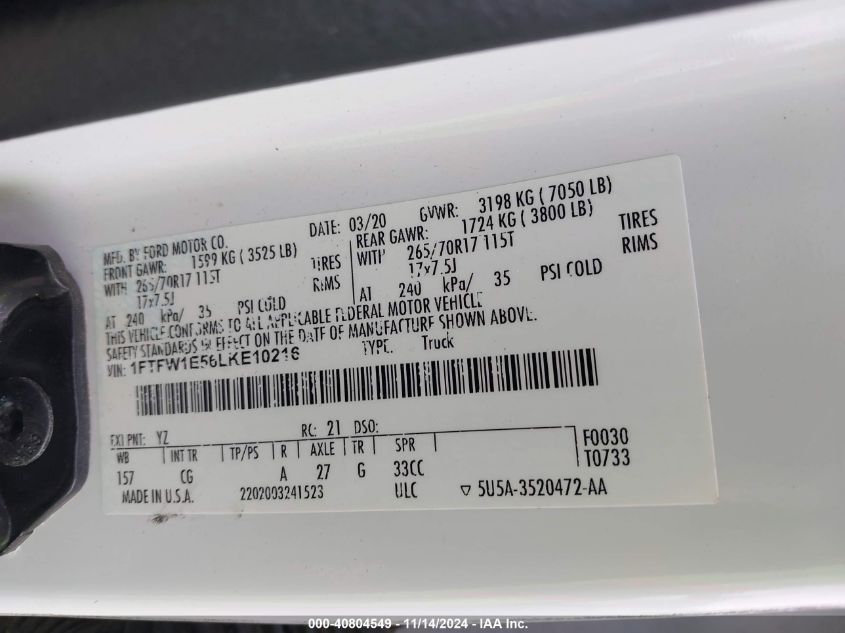 MFD. BY FORD MOTOR CO. DATE: 03/20 GVWR: 3198 KG ( 7050 LB)
FRONT GAWR: 1599 KG ( 3525 LB) REAR GAWR: 1724 KG ( 3800 LB)
WITH 265/70R17 115T TIRES WITH 265/70R17 115T TIRES
17x7.5J RIMS 17x7.5J RIMS
AT 240 kPa/ 35 PSI COLD AT 240 kPa/ 35 PSI COLD
THIS VEHICLE CONFORMS TO ALL APPLICABLE FEDERAL MOTOR VEHICLE
SAFETY STANDARDS IN EFFECT ON THE DATE OF MANUFACTURE SHOWN ABOVE.
VIN: 1FTFW1E56LKE10216 TYPE: Truck
EXT PNT: YZ RC: 21 DSO:
WB INT TR TP/PS R AXLE TR SPR F0030
157 CG A 27 G 33CC T0733
MADE IN U.S.A. 2202003241523 ULC ▽ 5U5A-3520472-AA
000-40804549 - 11/14/2024 - IAA Inc.